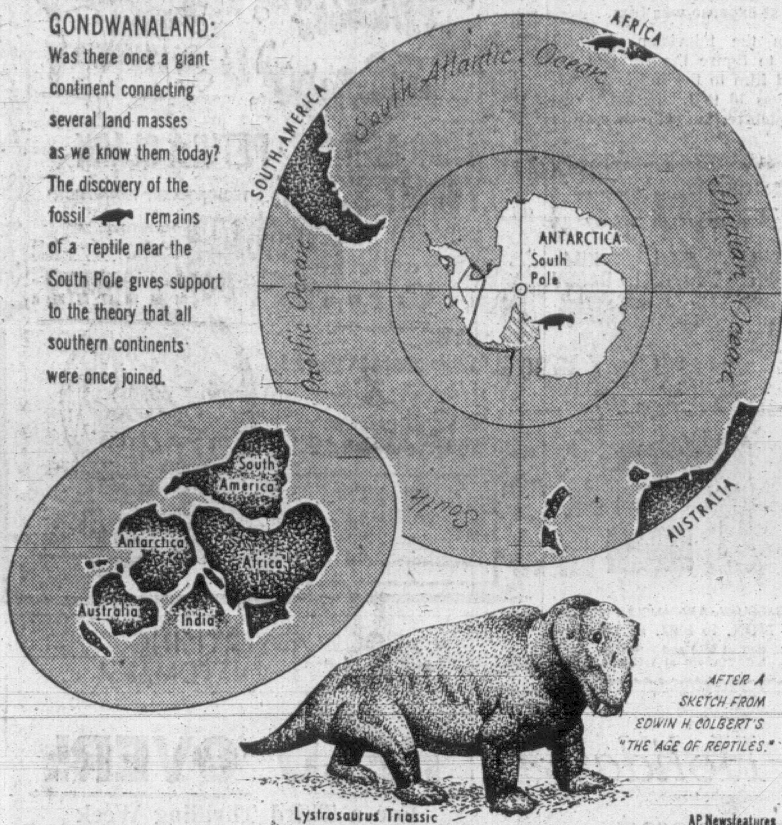 GONDWANALAND:
Was there once a giant
continent connecting
several land masses
as we know them today?
The discovery of the
fossil remains
of a reptile near the
South Pole gives support
to the theory that all
southern continents
were once joined.
AFRICA
South Atlantic Ocean
SOUTH AMERICA
ANTARCTICA
South
Pole
Indian Ocean
Pacific Ocean
South
AUSTRALIA
South
America
Antarctica
Africa
Australia
India
AFTER A
SKETCH FROM
EDWIN H. COLBERT'S
"THE AGE OF REPTILES."
Lystrosaurus Triassic
AP Newsfeatures